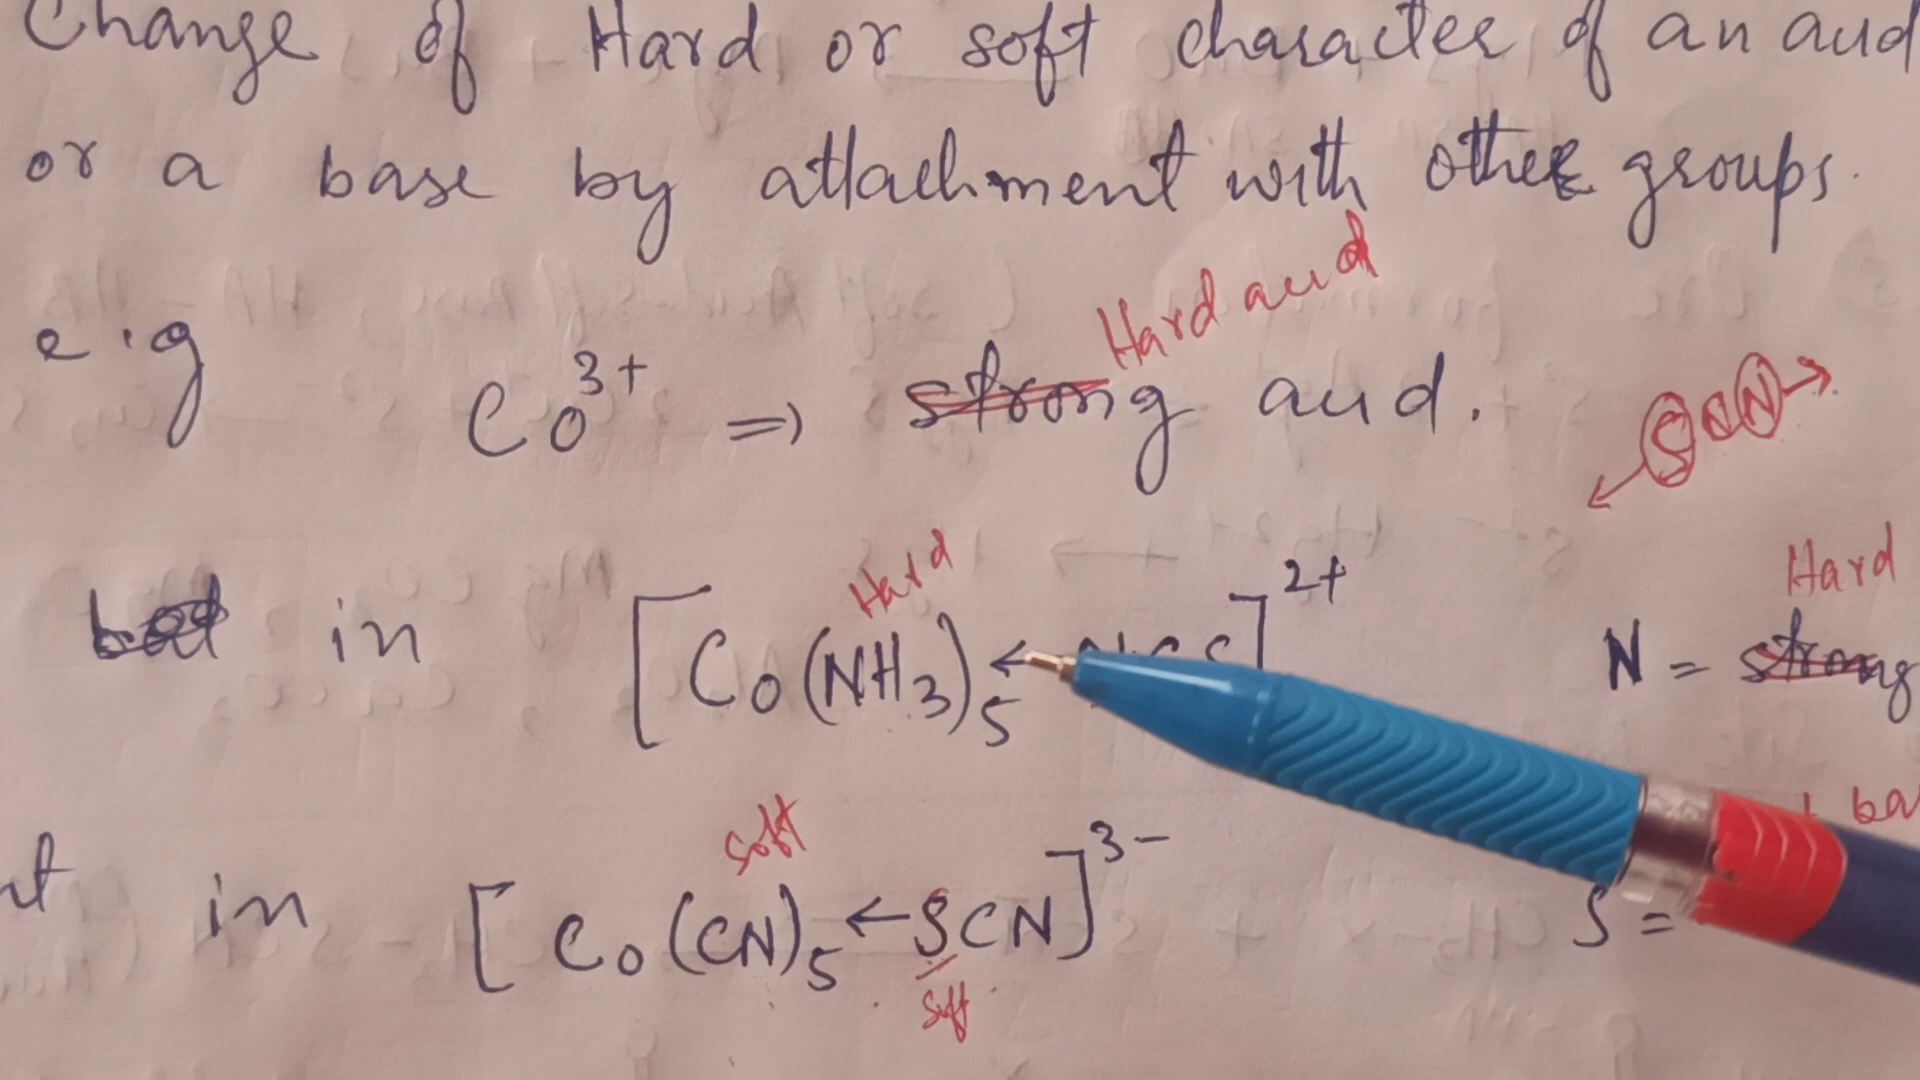 Change of Hard or soft character of an acid
or a base by attachment with other groups.
Hard acid
e.g Co3+ ⇒ strong acid.
SCN
Hard
in [Co(NH3)5 ← NCS]2+
Hard
N = strong
soft
in [Co(CN)5 ← SCN]3-
S =
soft